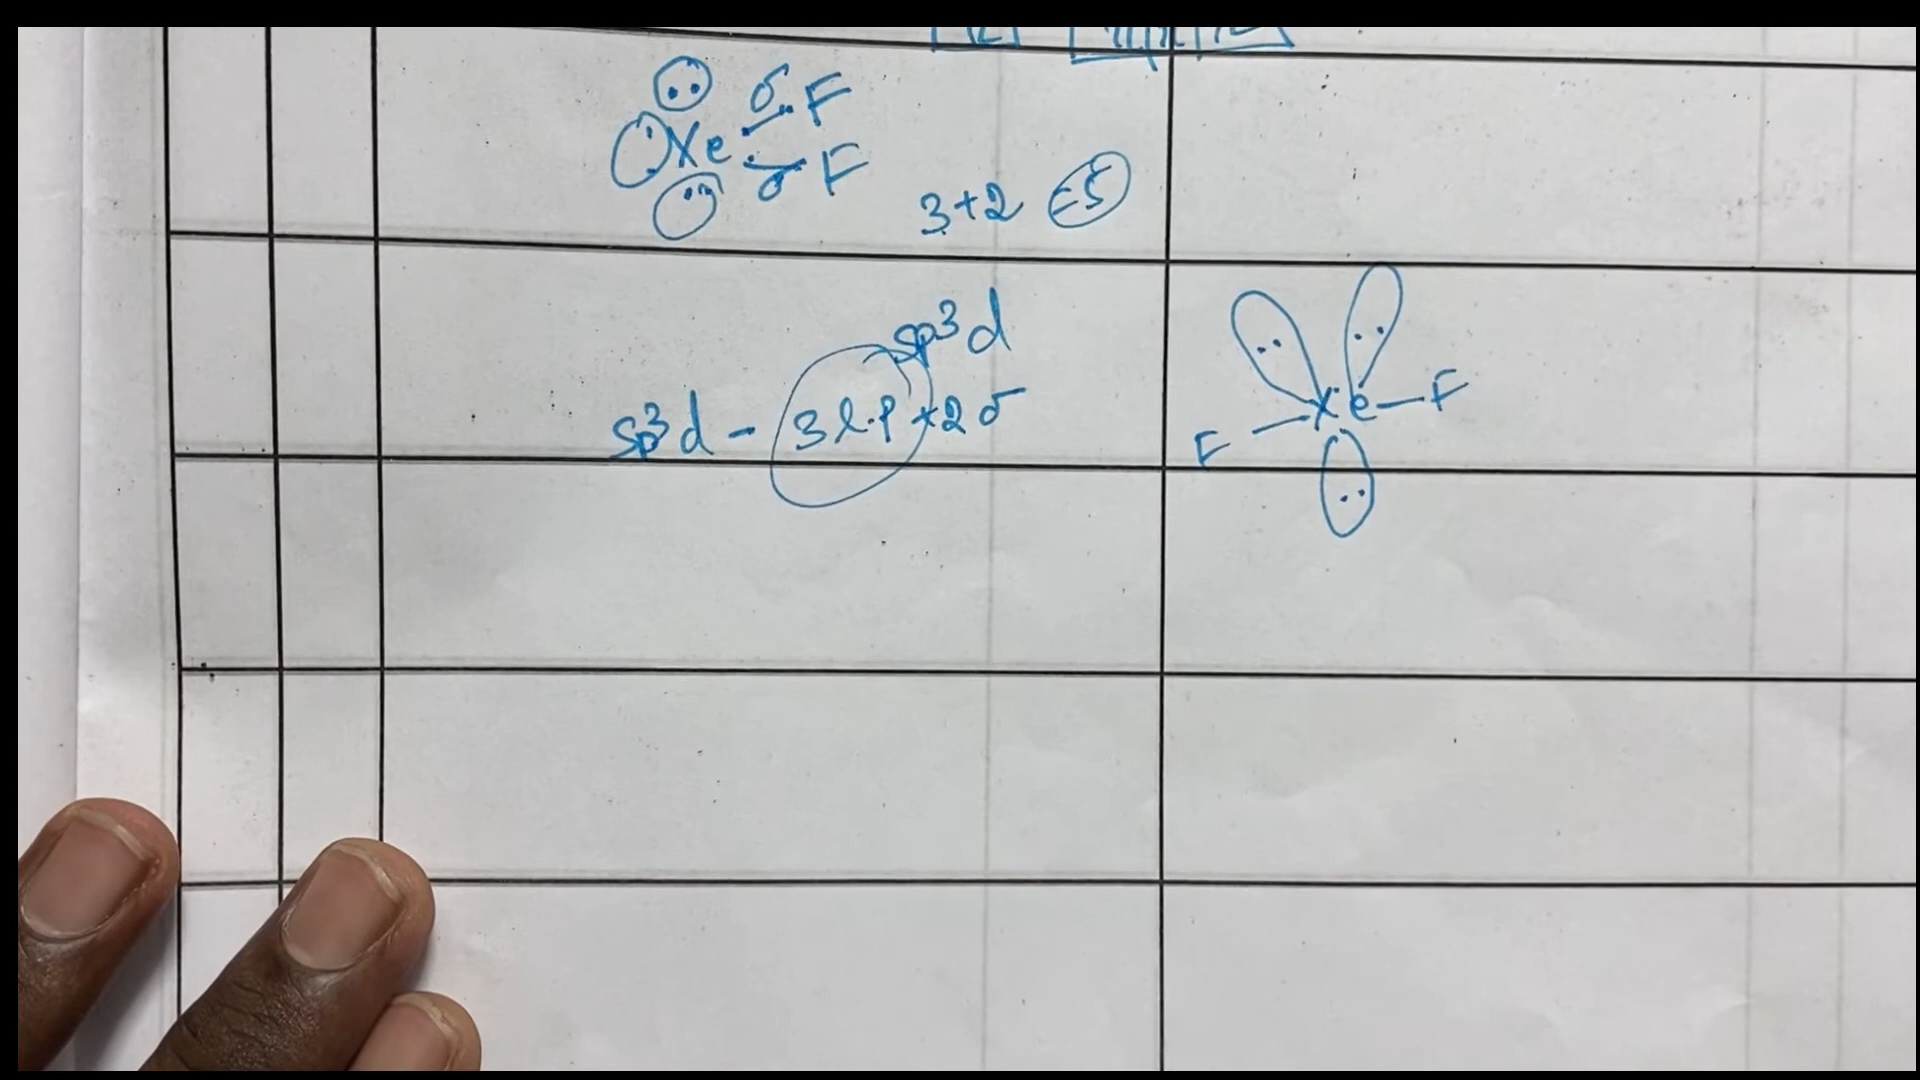 σ F
Xe
σ F
3+2 =5
sp³d
sp³d - 3l.p+2σ
Xe-F
F